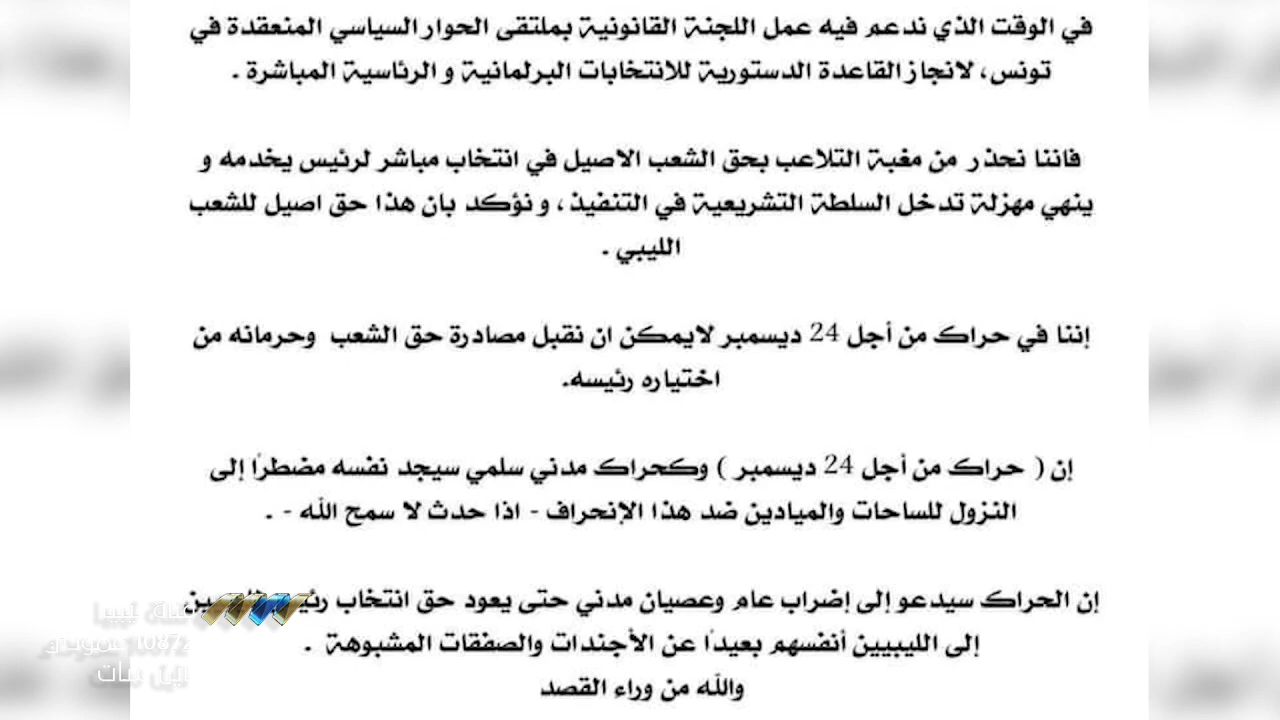 في الوقت الذي ندعم فيه عمل اللجنة القانونية بملتقى الحوار السياسي المنعقدة في
تونس، لانجاز القاعدة الدستورية للانتخابات البرلمانية و الرئاسية المباشرة .
فاننا نحذر من مغبة التلاعب بحق الشعب الاصيل في انتخاب مباشر لرئيس يخدمه و
ينهي مهزلة تدخل السلطة التشريعية في التنفيذ ، و نؤكد بان هذا حق اصيل للشعب
الليبي .
إننا في حراك من أجل 24 ديسمبر لايمكن ان نقبل مصادرة حق الشعب وحرمانه من
اختياره رئيسه.
إن ( حراك من أجل 24 ديسمبر ) وكحراك مدني سلمي سيجد نفسه مضطرًا إلى
النزول للساحات والميادين ضد هذا الإنحراف - اذا حدث لا سمح الله - .
إن الحراك سيدعو إلى إضراب عام وعصيان مدني حتى يعود حق انتخاب
إلى الليبيين أنفسهم بعيدًا عن الأجندات والصفقات المشبوهة .
والله من وراء القصد
قناة ليبيا
10872